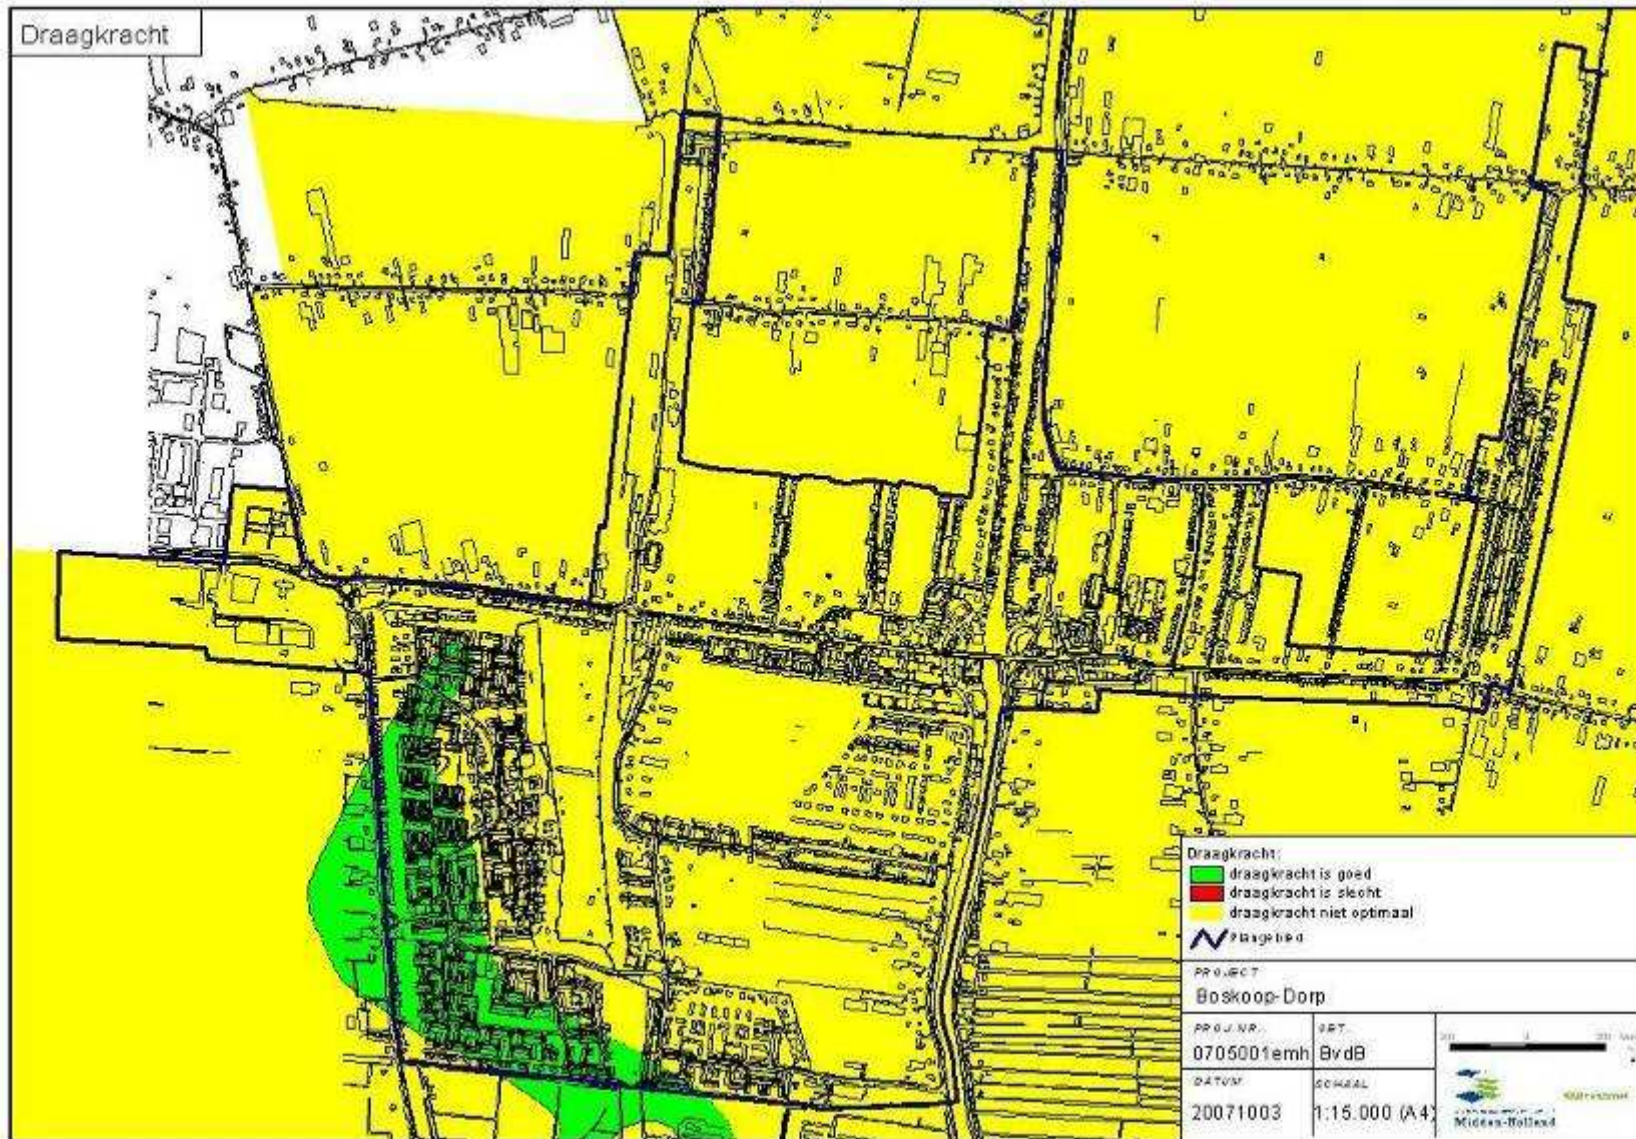 Draagkracht
Draagkracht:
draagkracht is goed
draagkracht is slecht
draagkracht niet optimaal
Plangebied
PROJECT
Boskoop-Dorp
PROJ.NR.
GET.
0705001emh
BvdB
DATUM
SCHAAL
20071003
1:15.000 (A4)
Midden-Holland